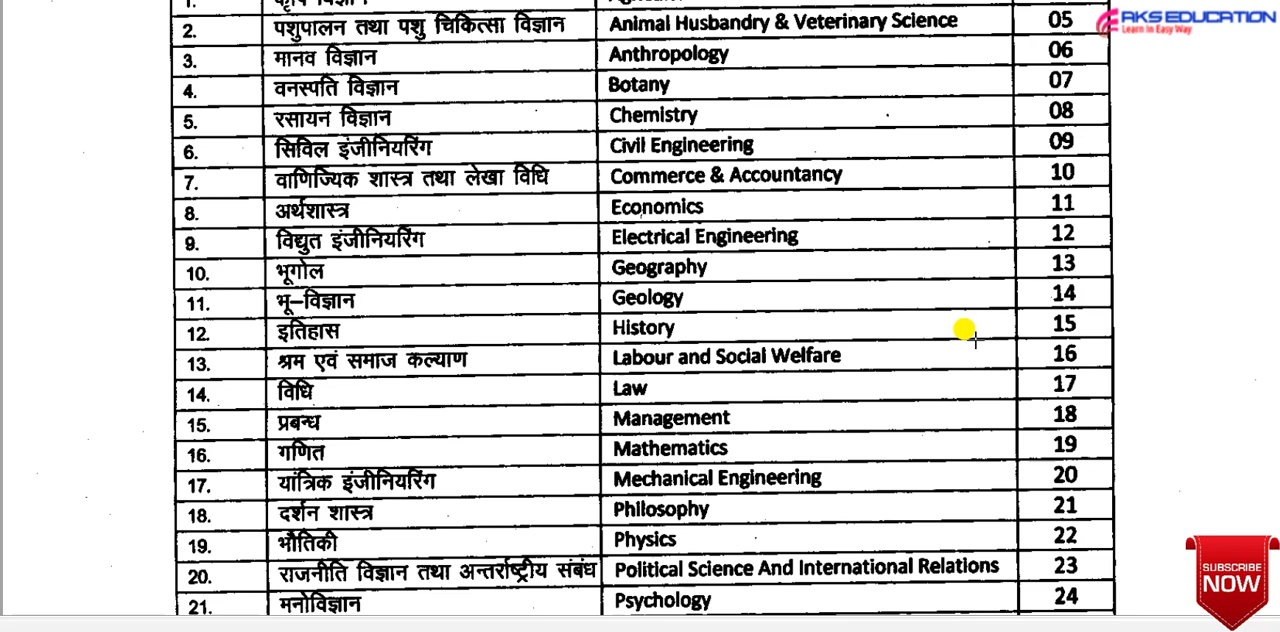 1.
2. पशुपालन तथा पशु चिकित्सा विज्ञान Animal Husbandry & Veterinary Science 05
3. मानव विज्ञान Anthropology 06
4. वनस्पति विज्ञान Botany 07
5. रसायन विज्ञान Chemistry 08
6. सिविल इंजीनियरिंग Civil Engineering 09
7. वाणिज्यिक शास्त्र तथा लेखा विधि Commerce & Accountancy 10
8. अर्थशास्त्र Economics 11
9. विद्युत इंजीनियरिंग Electrical Engineering 12
10. भूगोल Geography 13
11. भू-विज्ञान Geology 14
12. इतिहास History 15
13. श्रम एवं समाज कल्याण Labour and Social Welfare 16
14. विधि Law 17
15. प्रबन्ध Management 18
16. गणित Mathematics 19
17. यांत्रिक इंजीनियरिंग Mechanical Engineering 20
18. दर्शन शास्त्र Philosophy 21
19. भौतिकी Physics 22
20. राजनीति विज्ञान तथा अन्तर्राष्ट्रीय संबंध Political Science And International Relations 23
21. मनोविज्ञान Psychology 24
AKS EDUCATION
Learn in Easy Way
SUBSCRIBE
NOW